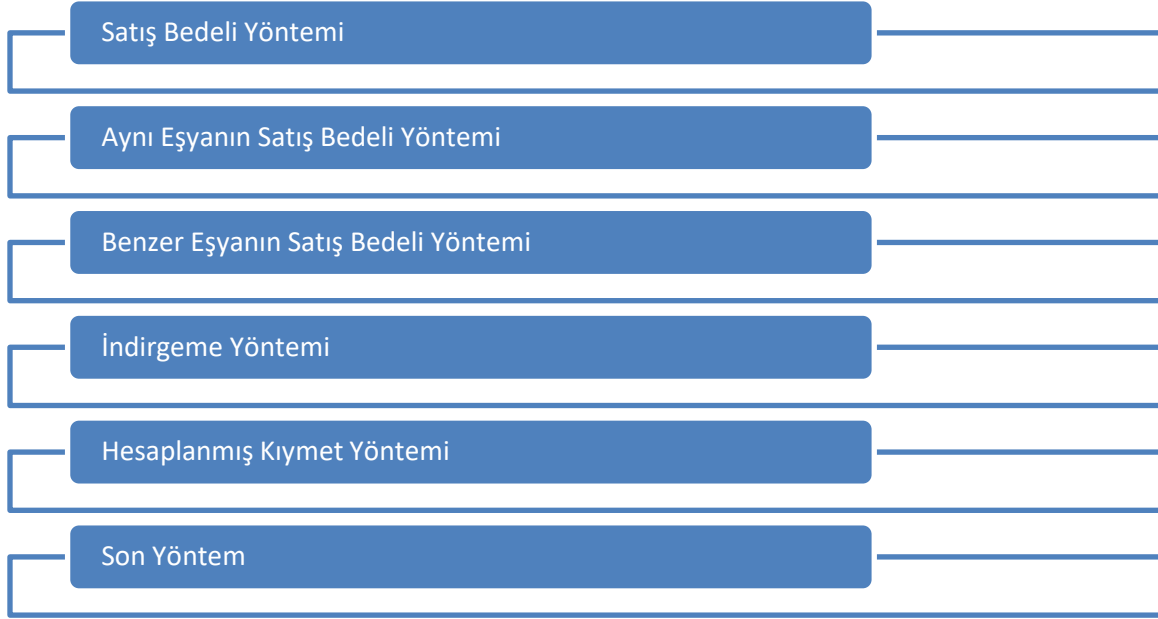 Satış Bedeli Yöntemi
Aynı Eşyanın Satış Bedeli Yöntemi
Benzer Eşyanın Satış Bedeli Yöntemi
İndirgeme Yöntemi
Hesaplanmış Kıymet Yöntemi
Son Yöntem